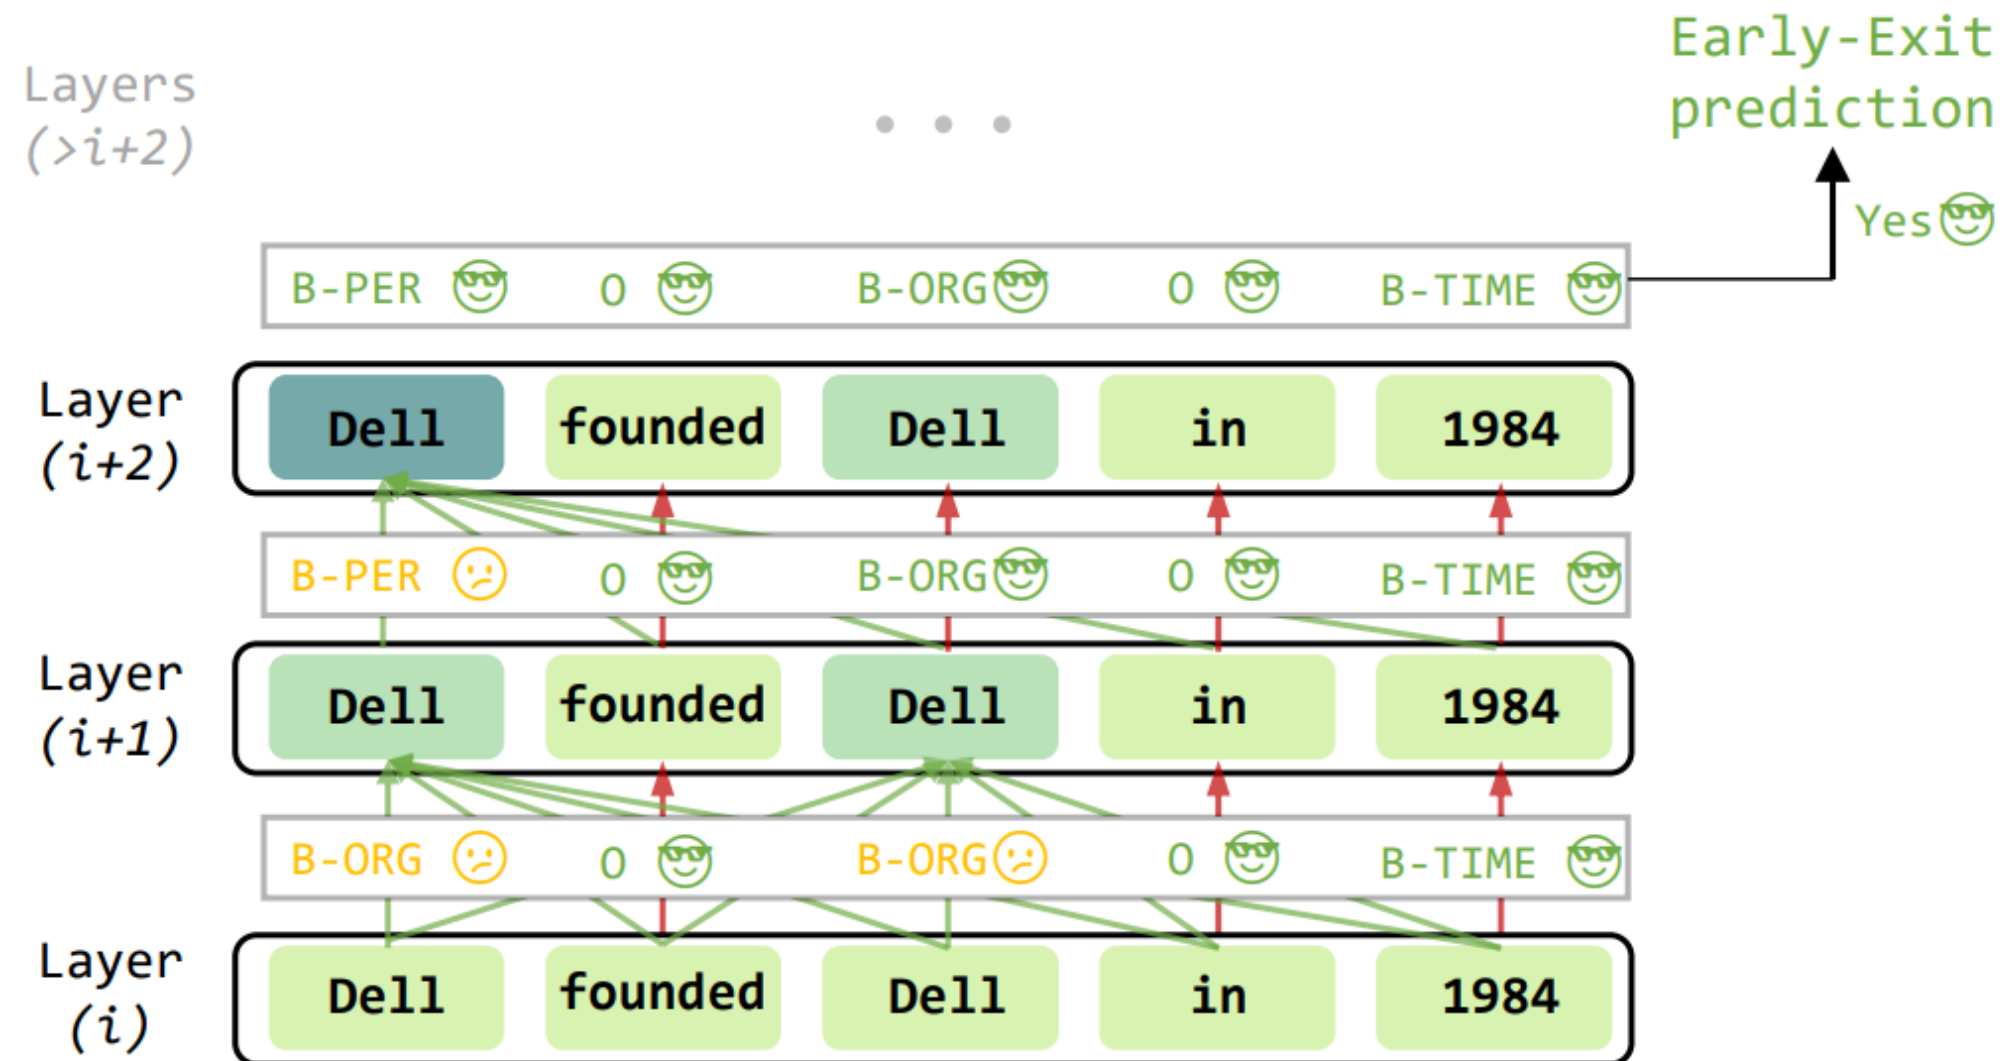 Early-Exit
prediction
Layers
(>i+2)
. . .
Yes
B-PER O B-ORG O B-TIME
Layer
(i+2)
Dell founded Dell in 1984
B-PER O B-ORG O B-TIME
Layer
(i+1)
Dell founded Dell in 1984
B-ORG O B-ORG O B-TIME
Layer
(i)
Dell founded Dell in 1984